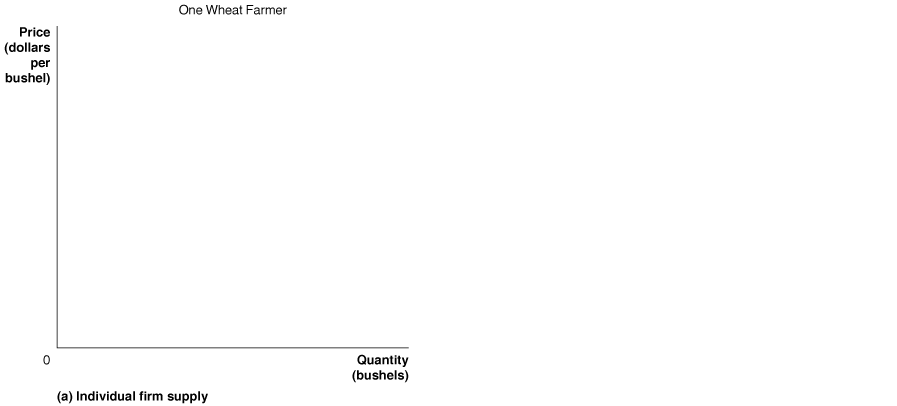 One Wheat Farmer
Price
(dollars
per
bushel)
0
Quantity
(bushels)
(a) Individual firm supply